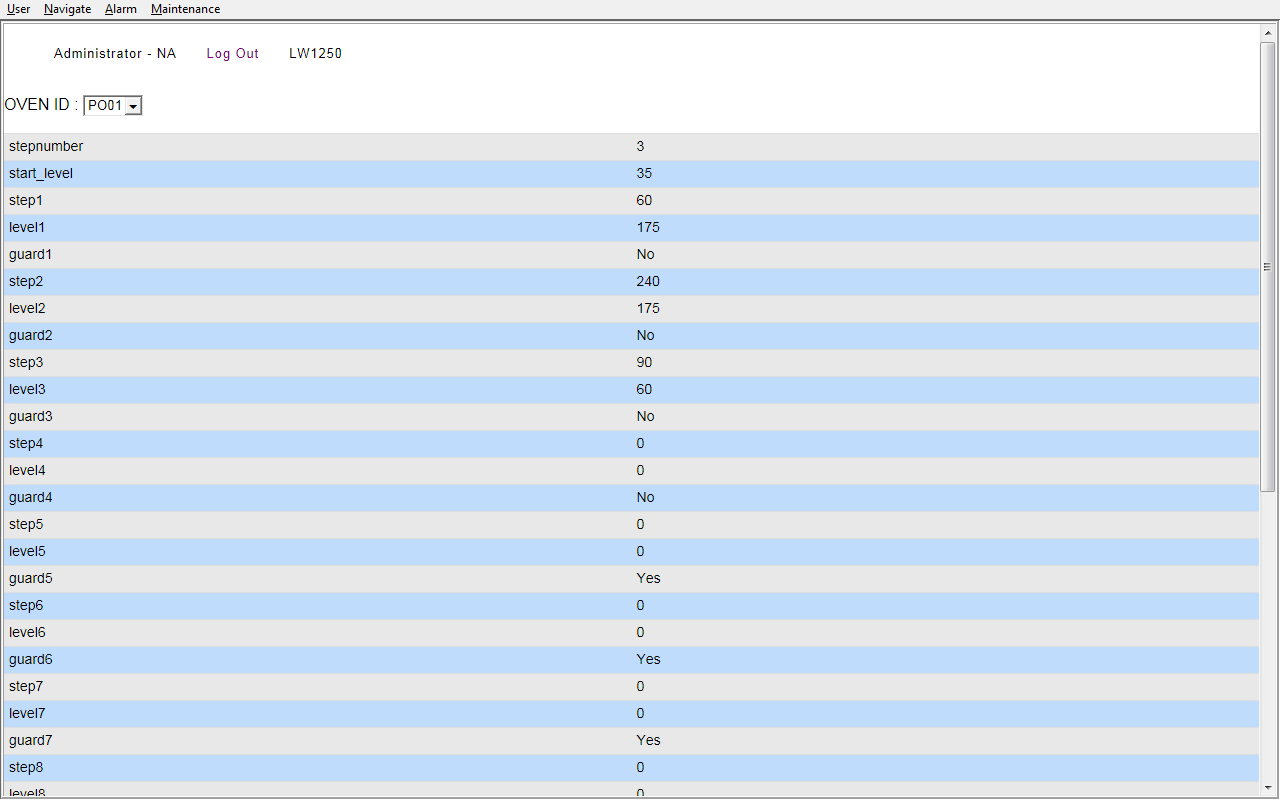 User Navigate Alarm Maintenance
Administrator - NA Log Out LW1250
OVEN ID : PO01
stepnumber 3
start_level 35
step1 60
level1 175
guard1 No
step2 240
level2 175
guard2 No
step3 90
level3 60
guard3 No
step4 0
level4 0
guard4 No
step5 0
level5 0
guard5 Yes
step6 0
level6 0
guard6 Yes
step7 0
level7 0
guard7 Yes
step8 0
level8 0